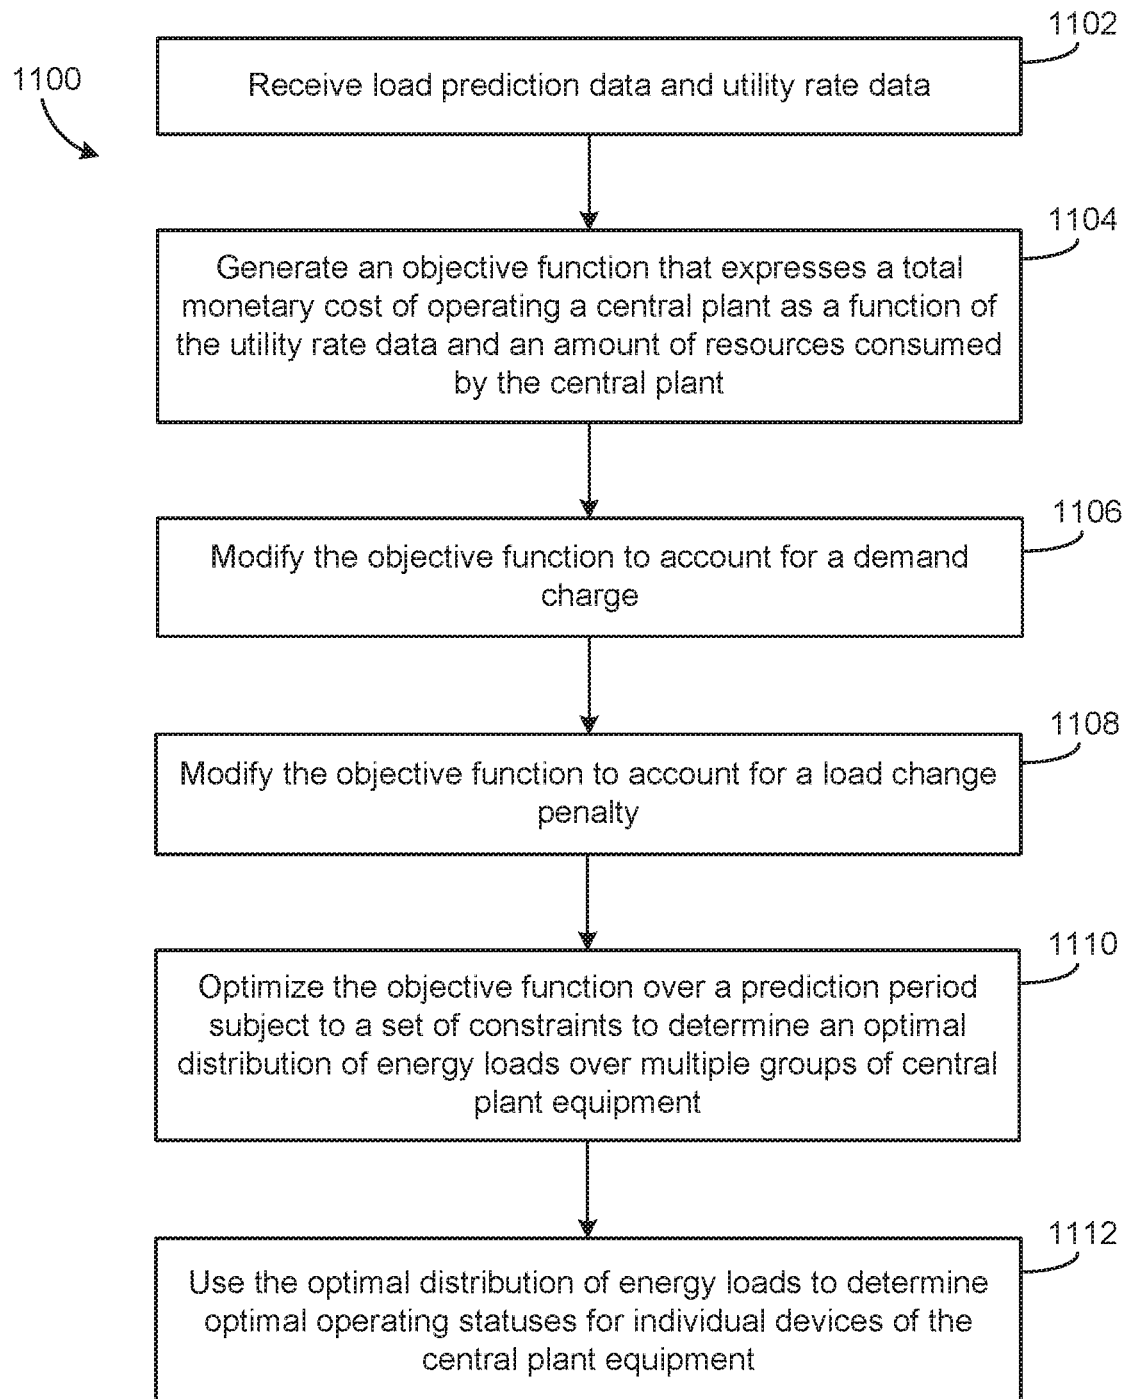 1102
1100
Receive load prediction data and utility rate data
1104
Generate an objective function that expresses a total
monetary cost of operating a central plant as a function of
the utility rate data and an amount of resources consumed
by the central plant
1106
Modify the objective function to account for a demand
charge
1108
Modify the objective function to account for a load change
penalty
1110
Optimize the objective function over a prediction period
subject to a set of constraints to determine an optimal
distribution of energy loads over multiple groups of central
plant equipment
1112
Use the optimal distribution of energy loads to determine
optimal operating statuses for individual devices of the
central plant equipment